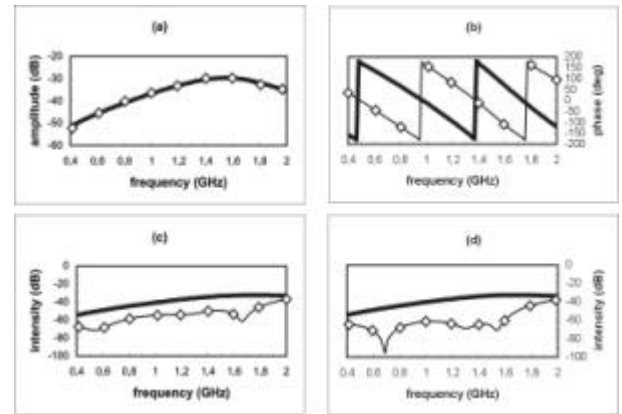 (a)
-20
-30
-40
-50
-60
amplitude (dB)
0,4 0,6 0,8 1 1,2 1,4 1,6 1,8 2
frequency (GHz)
(b)
200
150
100
50
0
-50
-100
-150
-200
phase (deg)
0,4 0,6 0,8 1 1,2 1,4 1,6 1,8 2
frequency (GHz)
(c)
0
-20
-40
-60
-80
-100
Intensity (dB)
0,4 0,6 0,8 1 1,2 1,4 1,6 1,8 2
frequency (GHz)
(d)
0
-20
-40
-60
-80
-100
intensity (dB)
0,4 0,6 0,8 1 1,2 1,4 1,6 1,8 2
frequency (GHz)